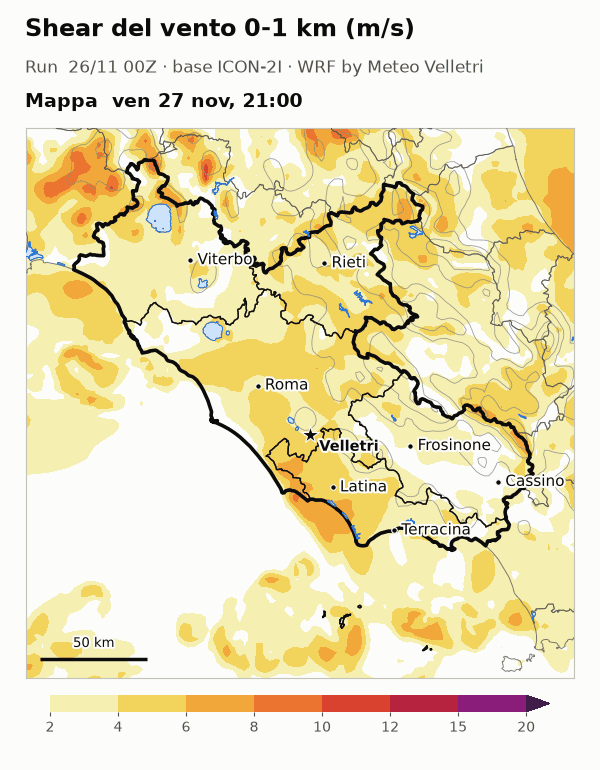 Shear del vento 0-1 km (m/s)
Run  26/11 00Z · base ICON-2I · WRF by Meteo Velletri
Mappa  ven 27 nov, 21:00
Viterbo
Rieti
Roma
Velletri
Frosinone
Latina
Cassino
Terracina
50 km
2 4 6 8 10 12 15 20